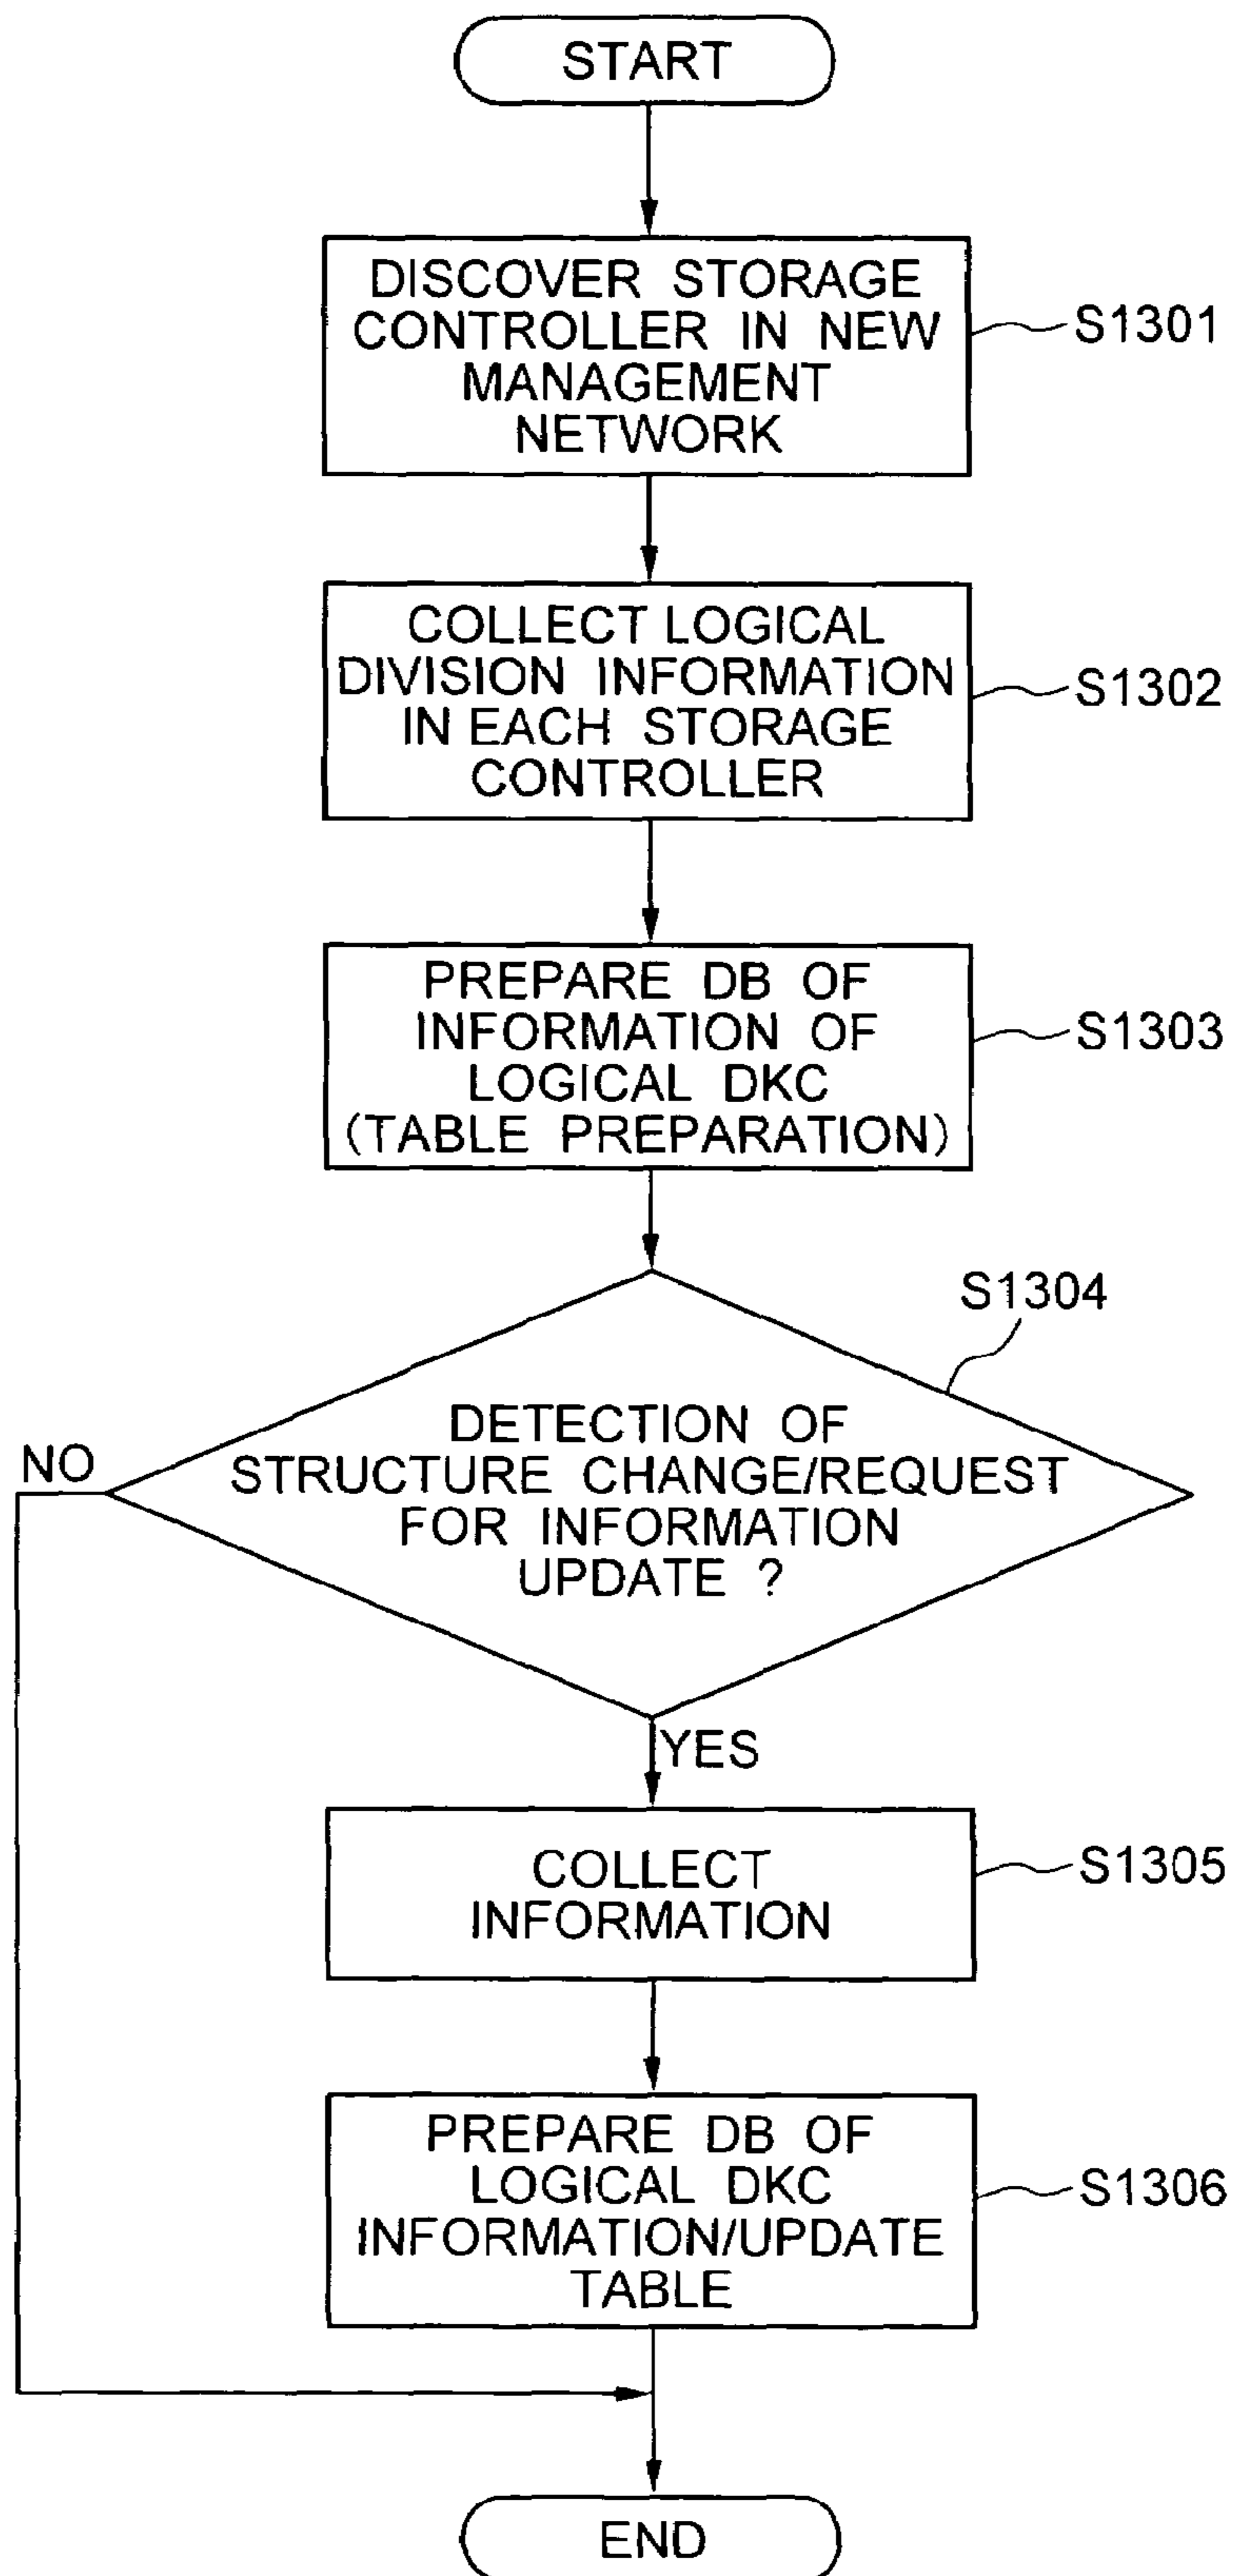 START
DISCOVER STORAGE
CONTROLLER IN NEW
MANAGEMENT
NETWORK
S1301
COLLECT LOGICAL
DIVISION INFORMATION
IN EACH STORAGE
CONTROLLER
S1302
PREPARE DB OF
INFORMATION OF
LOGICAL DKC
(TABLE PREPARATION)
S1303
S1304
DETECTION OF
STRUCTURE CHANGE/REQUEST
FOR INFORMATION
UPDATE ?
NO
YES
COLLECT
INFORMATION
S1305
PREPARE DB OF
LOGICAL DKC
INFORMATION/UPDATE
TABLE
S1306
END